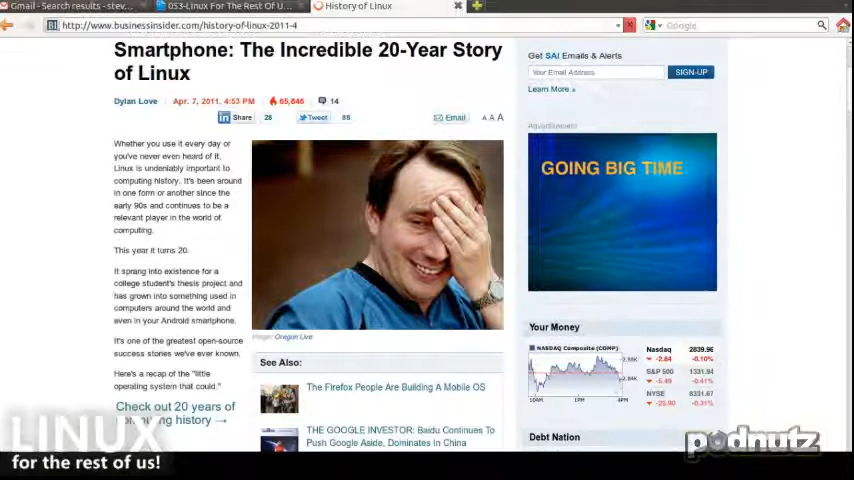 Gmail - Search results - stev...
053-Linux For The Rest Of U...
History of Linux
http://www.businessinsider.com/history-of-linux-2011-4
Google
Smartphone: The Incredible 20-Year Story
of Linux
Dylan Love
Apr. 7, 2011, 4:53 PM
65,846
14
in Share 28
Tweet 88
Email
A A A
Whether you use it every day or
you've never even heard of it,
Linux is undeniably important to
computing history. It's been around
in one form or another since the
early 90s and continues to be a
relevant player in the world of
computing.
This year it turns 20.
It sprang into existence for a
college student's thesis project and
has grown into something used in
computers around the world and
even in your Android smartphone.
It's one of the greatest open-source
success stories we've ever known.
Here's a recap of the "little
operating system that could."
Check out 20 years of
computing history →
Image: Oregon Live
See Also:
The Firefox People Are Building A Mobile OS
THE GOOGLE INVESTOR: Baidu Continues To
Push Google Aside, Dominates In China
Get SAI Emails & Alerts
Your Email Address
SIGN-UP
Learn More
Advertisement
GOING BIG TIME
Your Money
NASDAQ Composite (COMP)
10AM 1PM 4PM
Nasdaq 2839.96
-2.84 -0.10%
S&P 500 1331.94
-5.49 -0.41%
NYSE 8331.67
-25.90 -0.31%
Debt Nation
LINUX
for the rest of us!
podnutz